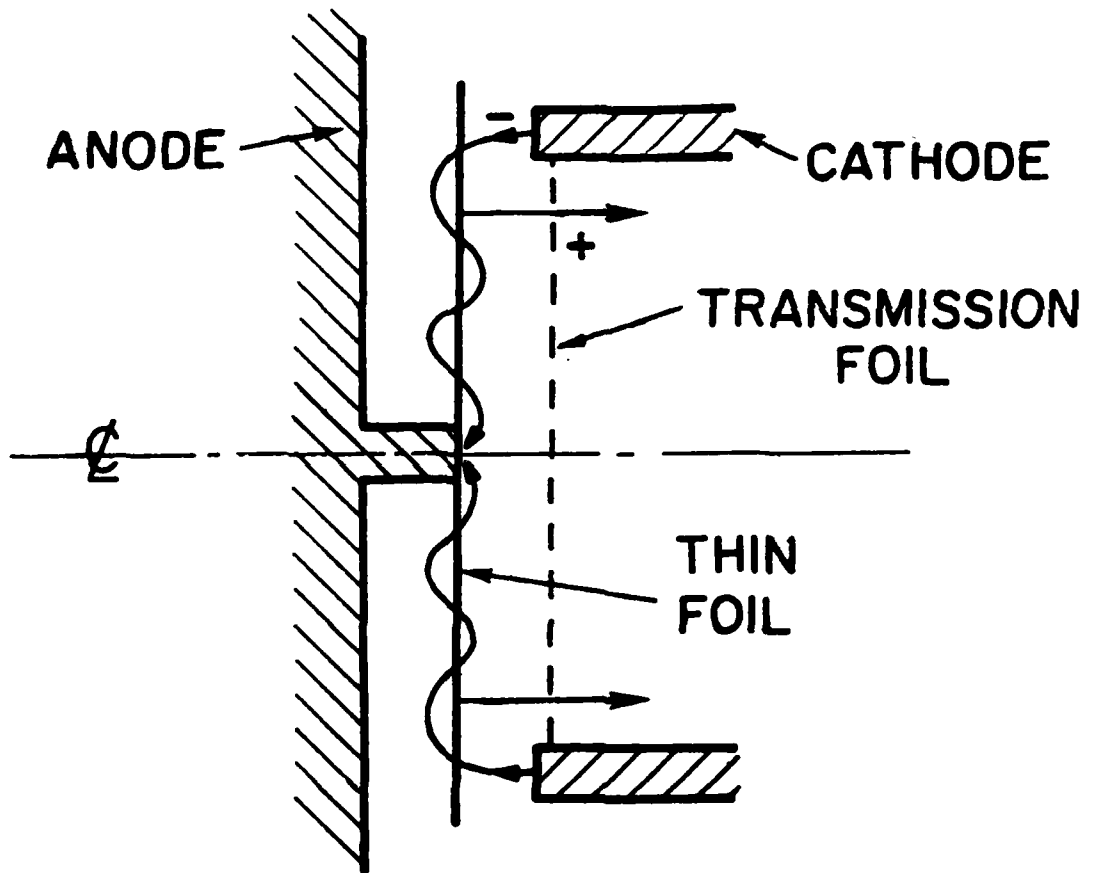 −
ANODE
CATHODE
+
TRANSMISSION
FOIL
℄
THIN
FOIL